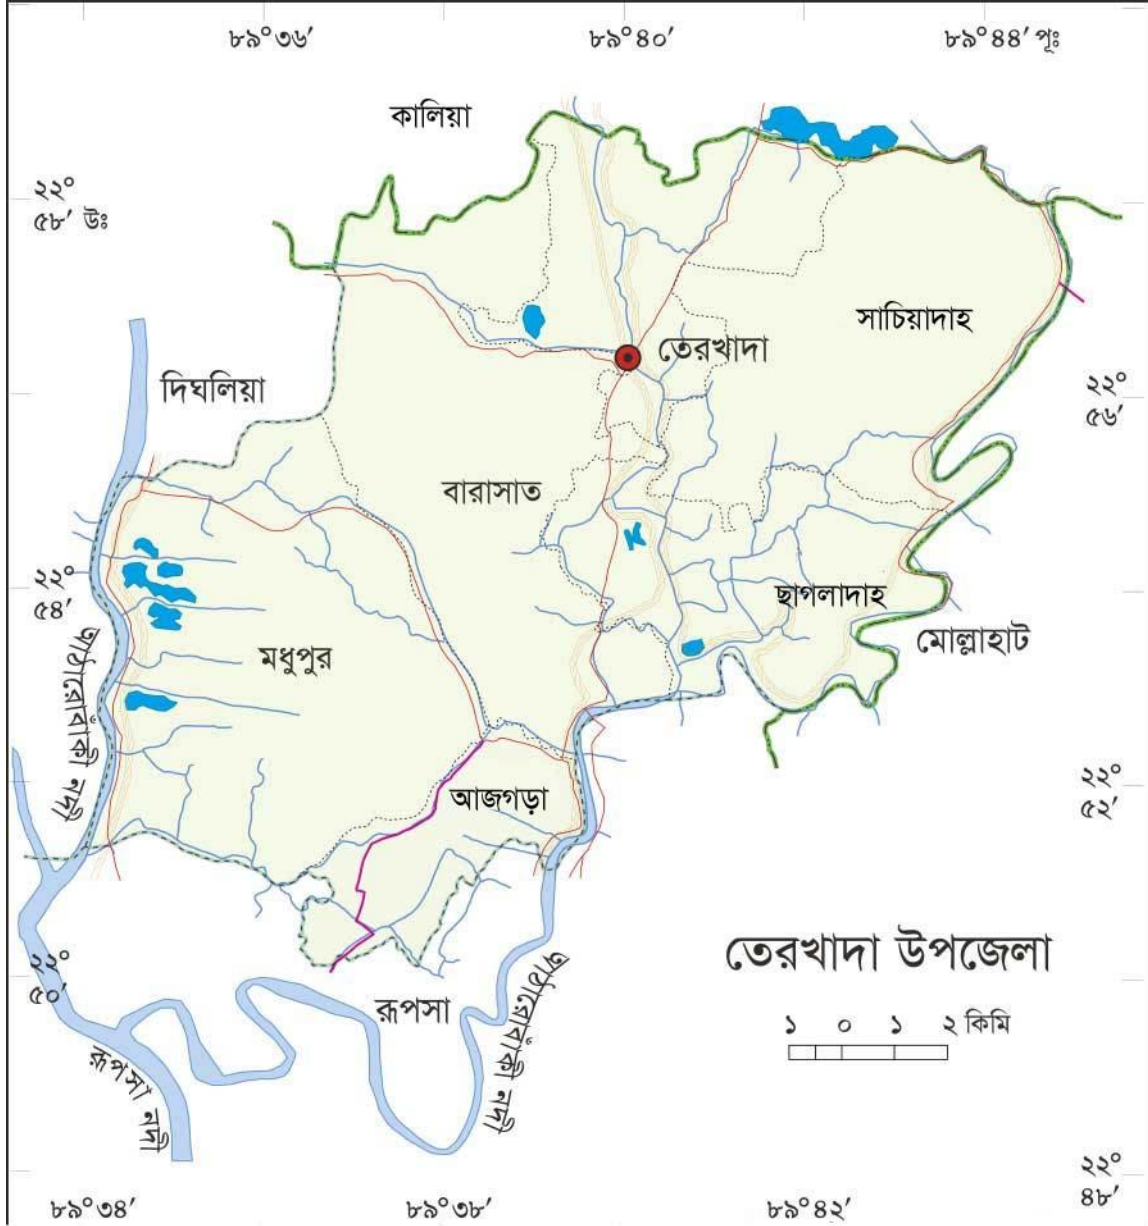 ৮৯°৩৬′
৮৯°৪০′
৮৯°৪৪′ পূঃ
কালিয়া
২২°
৫৮′ উঃ
সাচিয়াদাহ
তেরখাদা
দিঘলিয়া
২২°
৫৬′
বারাসাত
২২°
৫৪′
ছাগলাদাহ
মোল্লাহাট
মধুপুর
আঠারোবাঁকী নদী
২২°
৫২′
আজগড়া
তেরখাদা উপজেলা
২২°
৫০′
রূপসা
আঠারোবাঁকী নদী
১ ০ ১ ২ কিমি
রূপসা নদী
২২°
৪৮′
৮৯°৩৪′
৮৯°৩৮′
৮৯°৪২′